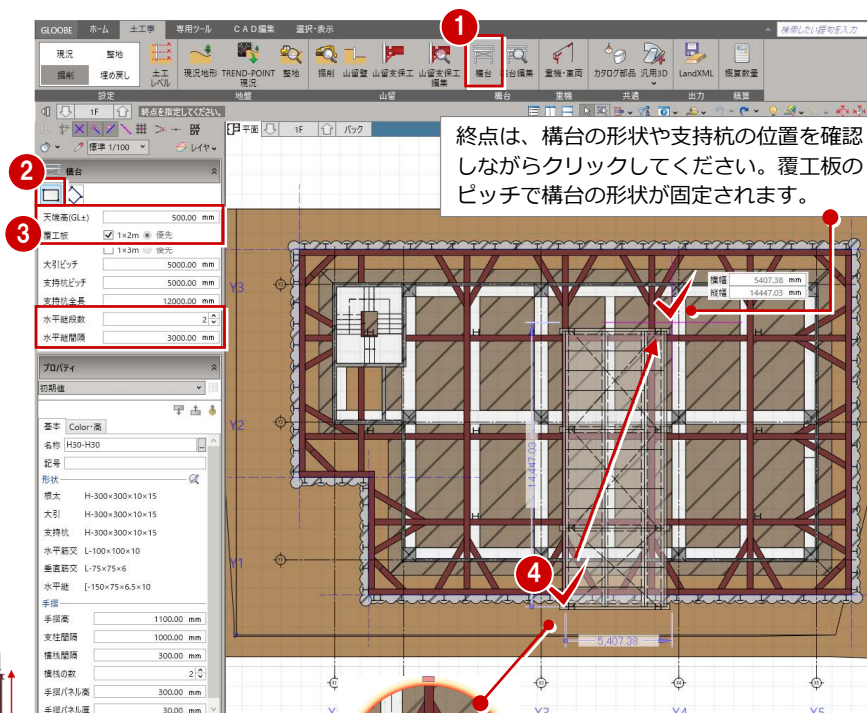 GLOOBE ホーム 土工事 専用ツール CAD編集 選択・表示 検索したい語句を入力
1
現況 整地
掘削 埋め戻し
土工レベル
現況地形
TREND-POINT 現況
整地
掘削
山留壁
山留支保工
山留支保工編集
構台
構台編集
重機・車両
カタログ部品
汎用3D
LandXML
概算数量
設定 地盤 山留 構台 重機 共通 出力 積算
1F 終点を指定してください。
標準 1/100 レイヤ
平面 1F バック
終点は、構台の形状や支持杭の位置を確認
しながらクリックしてください。覆工板の
ピッチで構台の形状が固定されます。
2
構台
3
天端高(GL±) 500.00 mm
覆工板 1×2m 優先
1×3m 優先
大引ピッチ 5000.00 mm
支持杭ピッチ 5000.00 mm
支持杭全長 12000.00 mm
水平継段数 2
水平継間隔 3000.00 mm
プロパティ
初期値
基本 Color・高
名称 H30-H30
記号
形状
根太 H-300×300×10×15
大引 H-300×300×10×15
支持杭 H-300×300×10×15
水平筋交 L-100×100×10
垂直筋交 L-75×75×6
水平継 [-150×75×6.5×10
手摺
手摺高 1100.00 mm
支柱間隔 1000.00 mm
横桟間隔 300.00 mm
横桟の数 2
手摺パネル高 300.00 mm
手摺パネル厚 30.00 mm
横幅 5407.38 mm
縦幅 14447.03 mm
Y3
Y2
Y1
14,447.03
4
5,407.38
X1 X3 X4 X5
X3 X4 X5